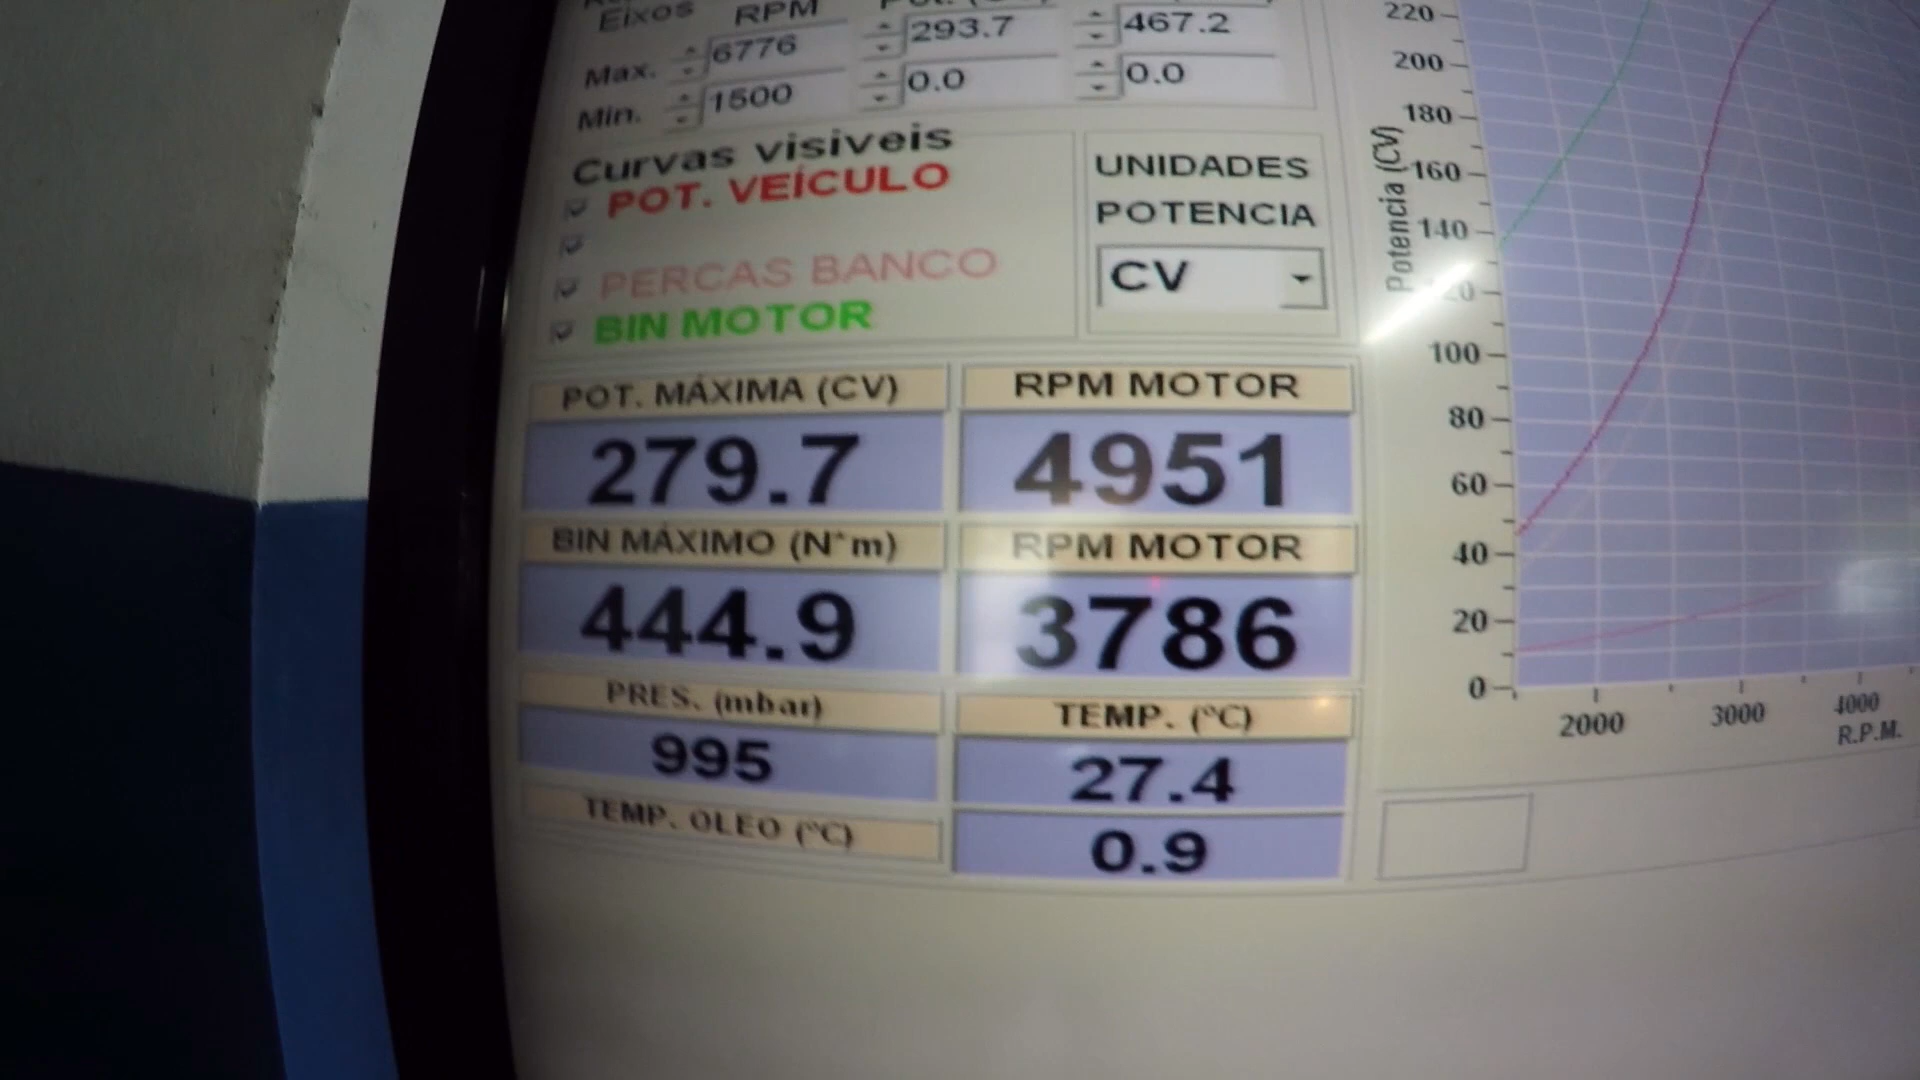 Eixos RPM
Max. 6776 293.7 467.2
Min. 1500 0.0 0.0
Curvas visiveis
POT. VEÍCULO
PERCAS BANCO
BIN MOTOR
UNIDADES
POTENCIA
CV
POT. MÁXIMA (CV) RPM MOTOR
279.7 4951
BIN MÁXIMO (N*m) RPM MOTOR
444.9 3786
PRES. (mbar) TEMP. (ºC)
995 27.4
TEMP. OLEO (ºC) 0.9
Potencia (CV)
220
200
180
160
140
100
80
60
40
20
0
2000 3000 4000
R.P.M.